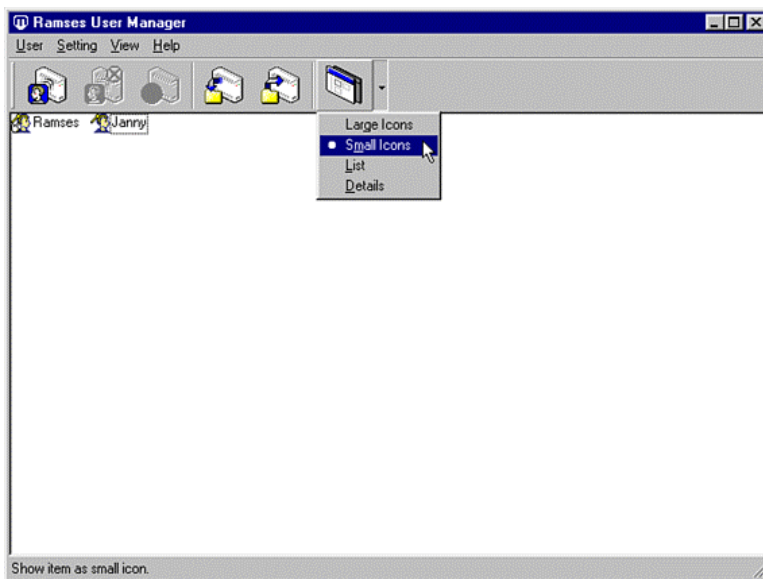 Ramses User Manager
User Setting View Help
Ramses Janny
Large Icons
Small Icons
List
Details
Show item as small icon.